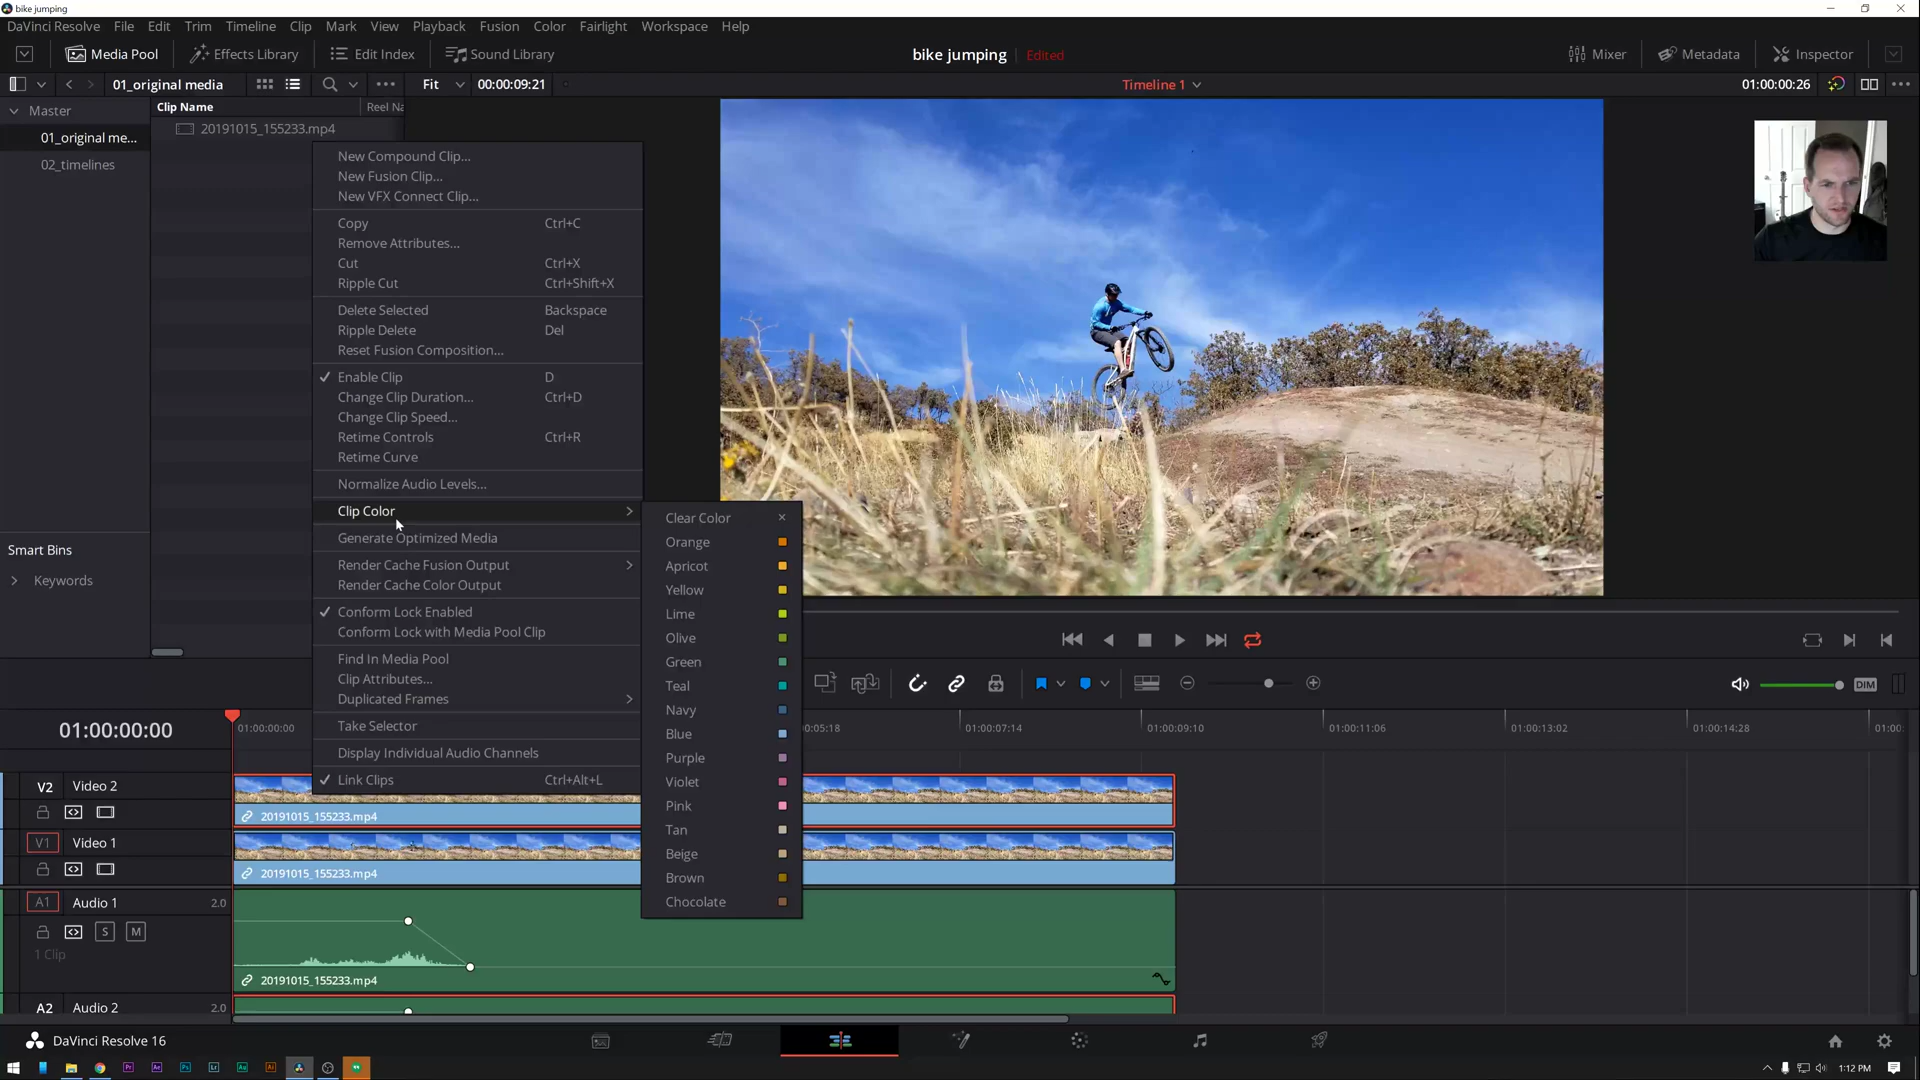 bike jumping
DaVinci Resolve File Edit Trim Timeline Clip Mark View Playback Fusion Color Fairlight Workspace Help
Media Pool Effects Library Edit Index Sound Library bike jumping Edited Mixer Metadata Inspector
01_original media Fit 00:00:09:21 Timeline 1 01:00:00:26
Master Clip Name Reel Na
01_original me... 20191015_155233.mp4
02_timelines
New Compound Clip...
New Fusion Clip...
New VFX Connect Clip...
Copy Ctrl+C
Remove Attributes...
Cut Ctrl+X
Ripple Cut Ctrl+Shift+X
Delete Selected Backspace
Ripple Delete Del
Reset Fusion Composition...
Enable Clip D
Change Clip Duration... Ctrl+D
Change Clip Speed...
Retime Controls Ctrl+R
Retime Curve
Normalize Audio Levels...
Clip Color
Generate Optimized Media
Render Cache Fusion Output
Render Cache Color Output
Conform Lock Enabled
Conform Lock with Media Pool Clip
Find In Media Pool
Clip Attributes...
Duplicated Frames
Take Selector
Display Individual Audio Channels
Link Clips Ctrl+Alt+L
Clear Color
Orange
Apricot
Yellow
Lime
Olive
Green
Teal
Navy
Blue
Purple
Violet
Pink
Tan
Beige
Brown
Chocolate
Smart Bins
Keywords
DIM
01:00:00:00 01:00:00:00 :00:05:18 01:00:07:14 01:00:09:10 01:00:11:06 01:00:13:02 01:00:14:28 01:00:
V2 Video 2
20191015_155233.mp4
V1 Video 1
20191015_155233.mp4
A1 Audio 1 2.0
S M
1 Clip
20191015_155233.mp4
A2 Audio 2 2.0
DaVinci Resolve 16
Pr Ae Ps Lr Au Ai
1:12 PM